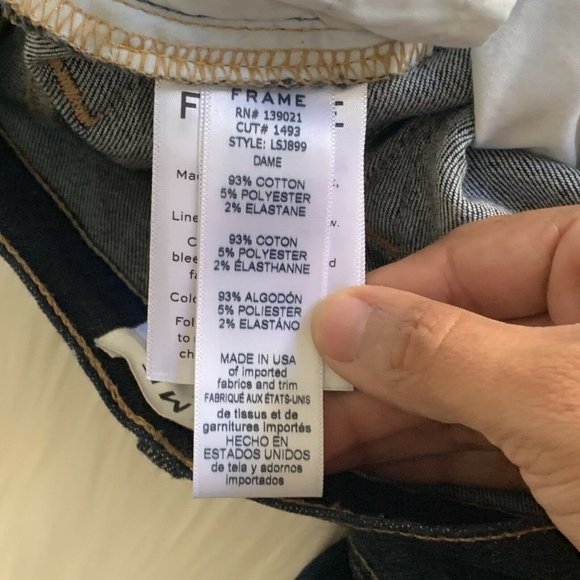 FRAME
RN# 139021
CUT# 1493
STYLE: LSJ899
DAME
93% COTTON
5% POLYESTER
2% ELASTANE
93% COTON
5% POLYESTER
2% ÉLASTHANNE
93% ALGODÓN
5% POLIESTER
2% ELASTÁNO
MADE IN USA
of imported
fabrics and trim
FABRIQUÉ AUX ÉTATS-UNIS
de tissus et de
garnitures importés
HECHO EN
ESTADOS UNIDOS
de tela y adornos
importados